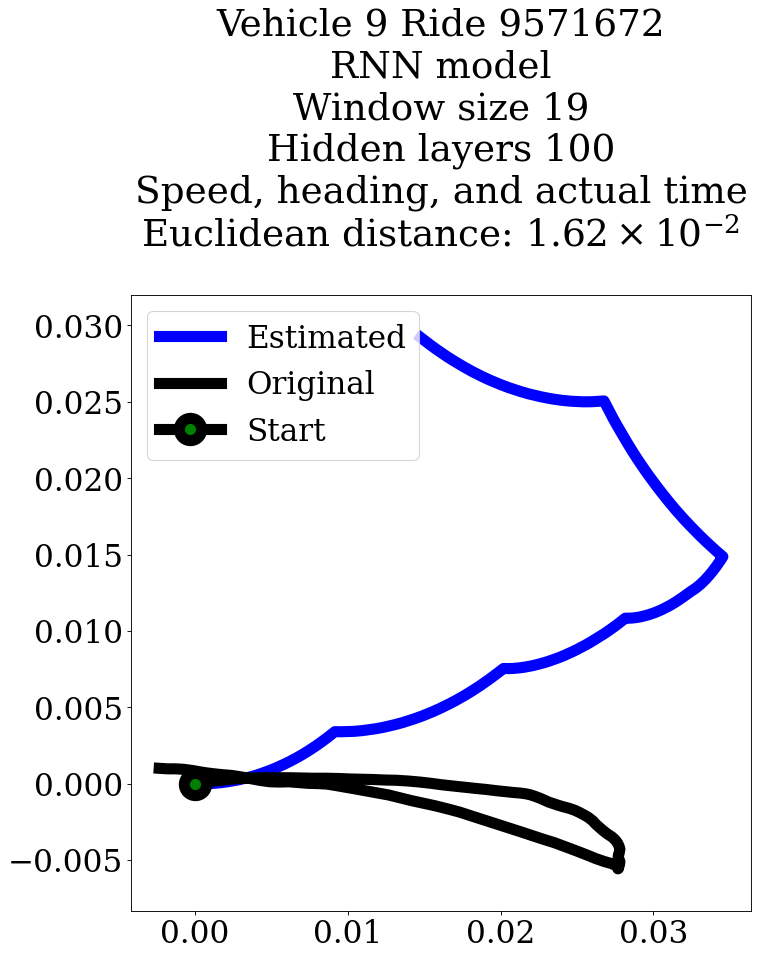 Vehicle 9 Ride 9571672
RNN model
Window size 19
Hidden layers 100
Speed, heading, and actual time
Euclidean distance: 1.62 × 10⁻²
Estimated
Original
Start
0.030
0.025
0.020
0.015
0.010
0.005
0.000
−0.005
0.00 0.01 0.02 0.03